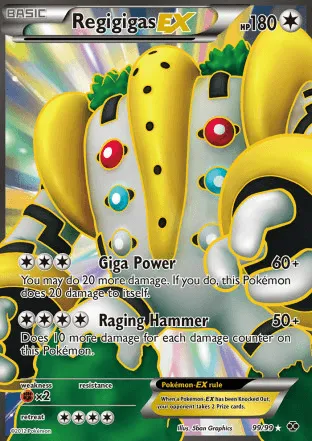 BASIC
Regigigas EX HP180
Giga Power 60+
You may do 20 more damage. If you do, this Pokémon
does 20 damage to itself.
Raging Hammer 50+
Does 10 more damage for each damage counter
on this Pokémon.
weakness resistance
×2
retreat
Pokémon-EX rule
When a Pokémon-EX has been Knocked Out,
your opponent takes 2 Prize cards.
Illus. 5ban Graphics
99/99
©2012 Pokémon